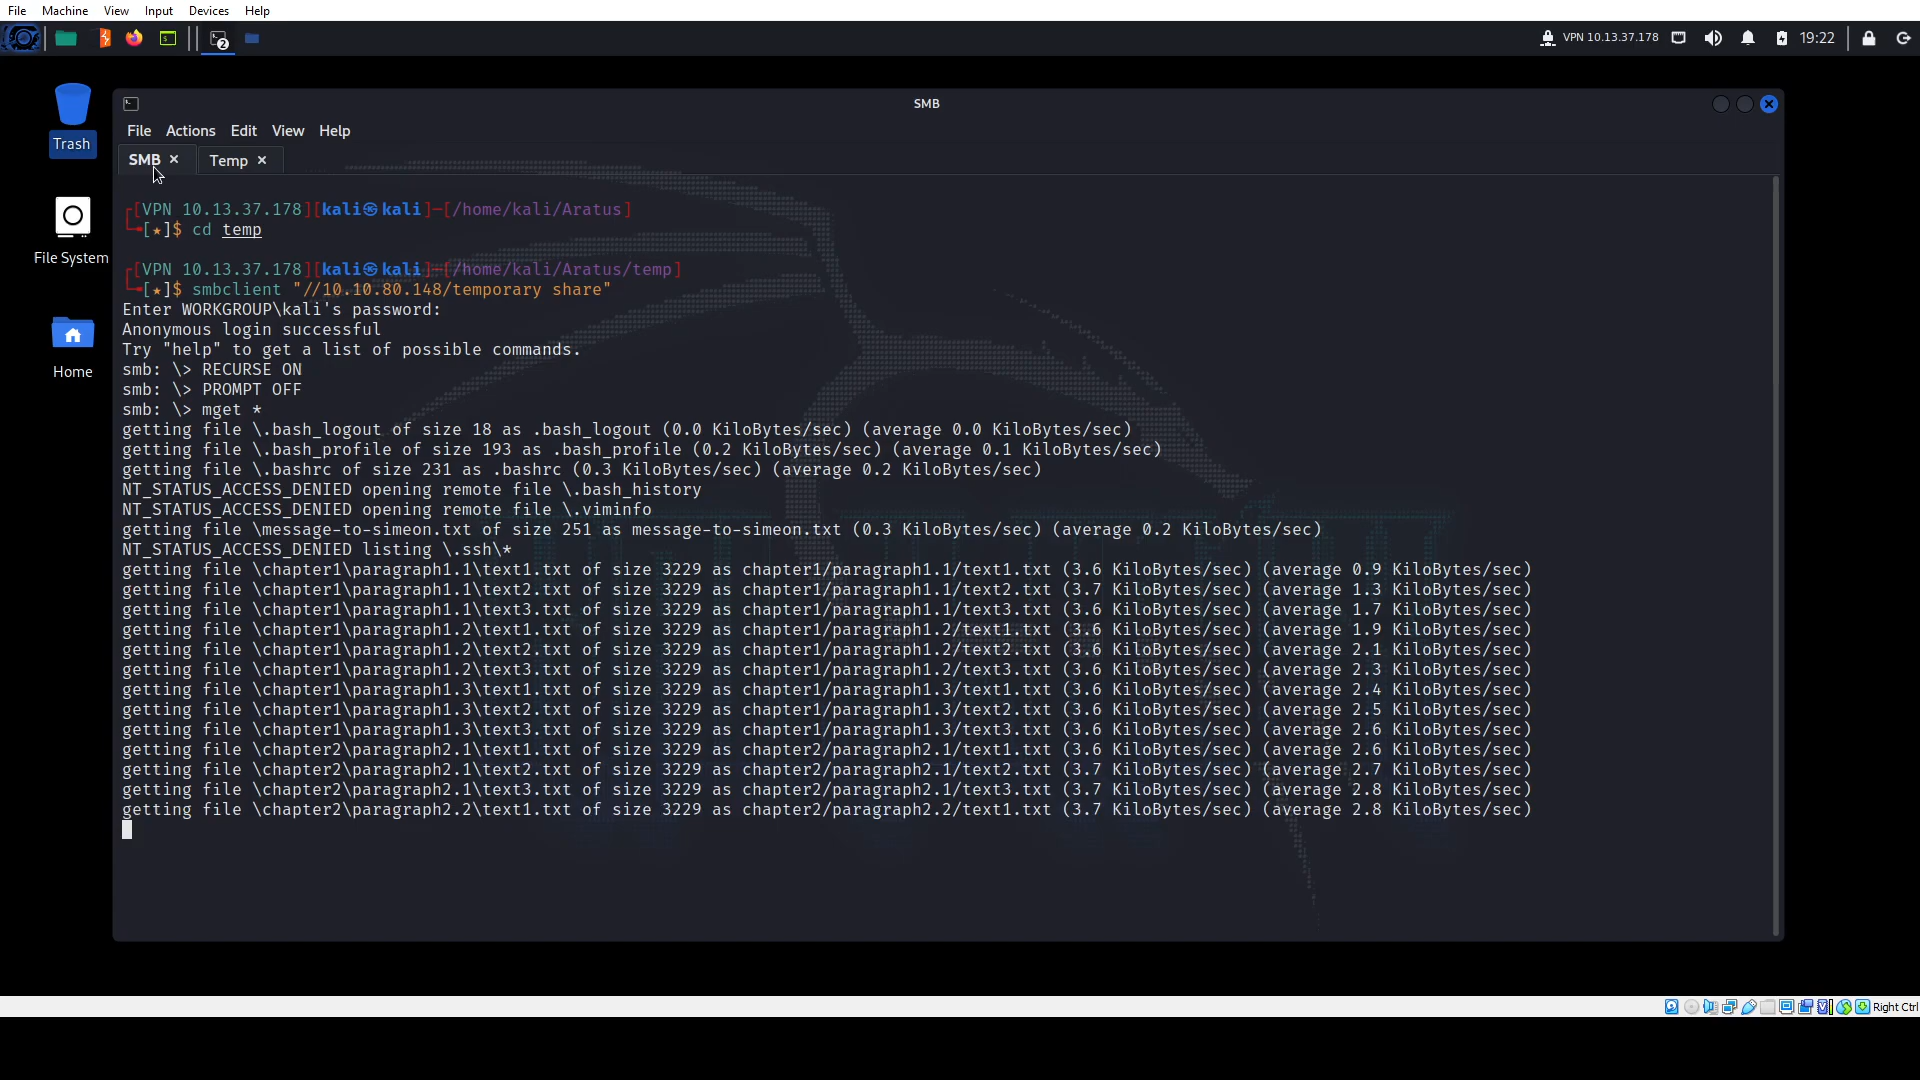 File Machine View Input Devices Help
2 VPN 10.13.37.178 19:22
SMB
File Actions Edit View Help
SMB Temp
Trash
File System
Home
┌[VPN 10.13.37.178][kali㉿kali]─[/home/kali/Aratus]
└─[★]$ cd temp
┌[VPN 10.13.37.178][kali㉿kali]─[/home/kali/Aratus/temp]
└─[★]$ smbclient "//10.10.80.148/temporary share"
Enter WORKGROUP\kali's password:
Anonymous login successful
Try "help" to get a list of possible commands.
smb: \> RECURSE ON
smb: \> PROMPT OFF
smb: \> mget *
getting file \.bash_logout of size 18 as .bash_logout (0.0 KiloBytes/sec) (average 0.0 KiloBytes/sec)
getting file \.bash_profile of size 193 as .bash_profile (0.2 KiloBytes/sec) (average 0.1 KiloBytes/sec)
getting file \.bashrc of size 231 as .bashrc (0.3 KiloBytes/sec) (average 0.2 KiloBytes/sec)
NT_STATUS_ACCESS_DENIED opening remote file \.bash_history
NT_STATUS_ACCESS_DENIED opening remote file \.viminfo
getting file \message-to-simeon.txt of size 251 as message-to-simeon.txt (0.3 KiloBytes/sec) (average 0.2 KiloBytes/sec)
NT_STATUS_ACCESS_DENIED listing \.ssh\*
getting file \chapter1\paragraph1.1\text1.txt of size 3229 as chapter1/paragraph1.1/text1.txt (3.6 KiloBytes/sec) (average 0.9 KiloBytes/sec)
getting file \chapter1\paragraph1.1\text2.txt of size 3229 as chapter1/paragraph1.1/text2.txt (3.7 KiloBytes/sec) (average 1.3 KiloBytes/sec)
getting file \chapter1\paragraph1.1\text3.txt of size 3229 as chapter1/paragraph1.1/text3.txt (3.6 KiloBytes/sec) (average 1.7 KiloBytes/sec)
getting file \chapter1\paragraph1.2\text1.txt of size 3229 as chapter1/paragraph1.2/text1.txt (3.6 KiloBytes/sec) (average 1.9 KiloBytes/sec)
getting file \chapter1\paragraph1.2\text2.txt of size 3229 as chapter1/paragraph1.2/text2.txt (3.6 KiloBytes/sec) (average 2.1 KiloBytes/sec)
getting file \chapter1\paragraph1.2\text3.txt of size 3229 as chapter1/paragraph1.2/text3.txt (3.6 KiloBytes/sec) (average 2.3 KiloBytes/sec)
getting file \chapter1\paragraph1.3\text1.txt of size 3229 as chapter1/paragraph1.3/text1.txt (3.6 KiloBytes/sec) (average 2.4 KiloBytes/sec)
getting file \chapter1\paragraph1.3\text2.txt of size 3229 as chapter1/paragraph1.3/text2.txt (3.6 KiloBytes/sec) (average 2.5 KiloBytes/sec)
getting file \chapter1\paragraph1.3\text3.txt of size 3229 as chapter1/paragraph1.3/text3.txt (3.6 KiloBytes/sec) (average 2.6 KiloBytes/sec)
getting file \chapter2\paragraph2.1\text1.txt of size 3229 as chapter2/paragraph2.1/text1.txt (3.6 KiloBytes/sec) (average 2.6 KiloBytes/sec)
getting file \chapter2\paragraph2.1\text2.txt of size 3229 as chapter2/paragraph2.1/text2.txt (3.7 KiloBytes/sec) (average 2.7 KiloBytes/sec)
getting file \chapter2\paragraph2.1\text3.txt of size 3229 as chapter2/paragraph2.1/text3.txt (3.7 KiloBytes/sec) (average 2.8 KiloBytes/sec)
getting file \chapter2\paragraph2.2\text1.txt of size 3229 as chapter2/paragraph2.2/text1.txt (3.7 KiloBytes/sec) (average 2.8 KiloBytes/sec)
Right Ctrl